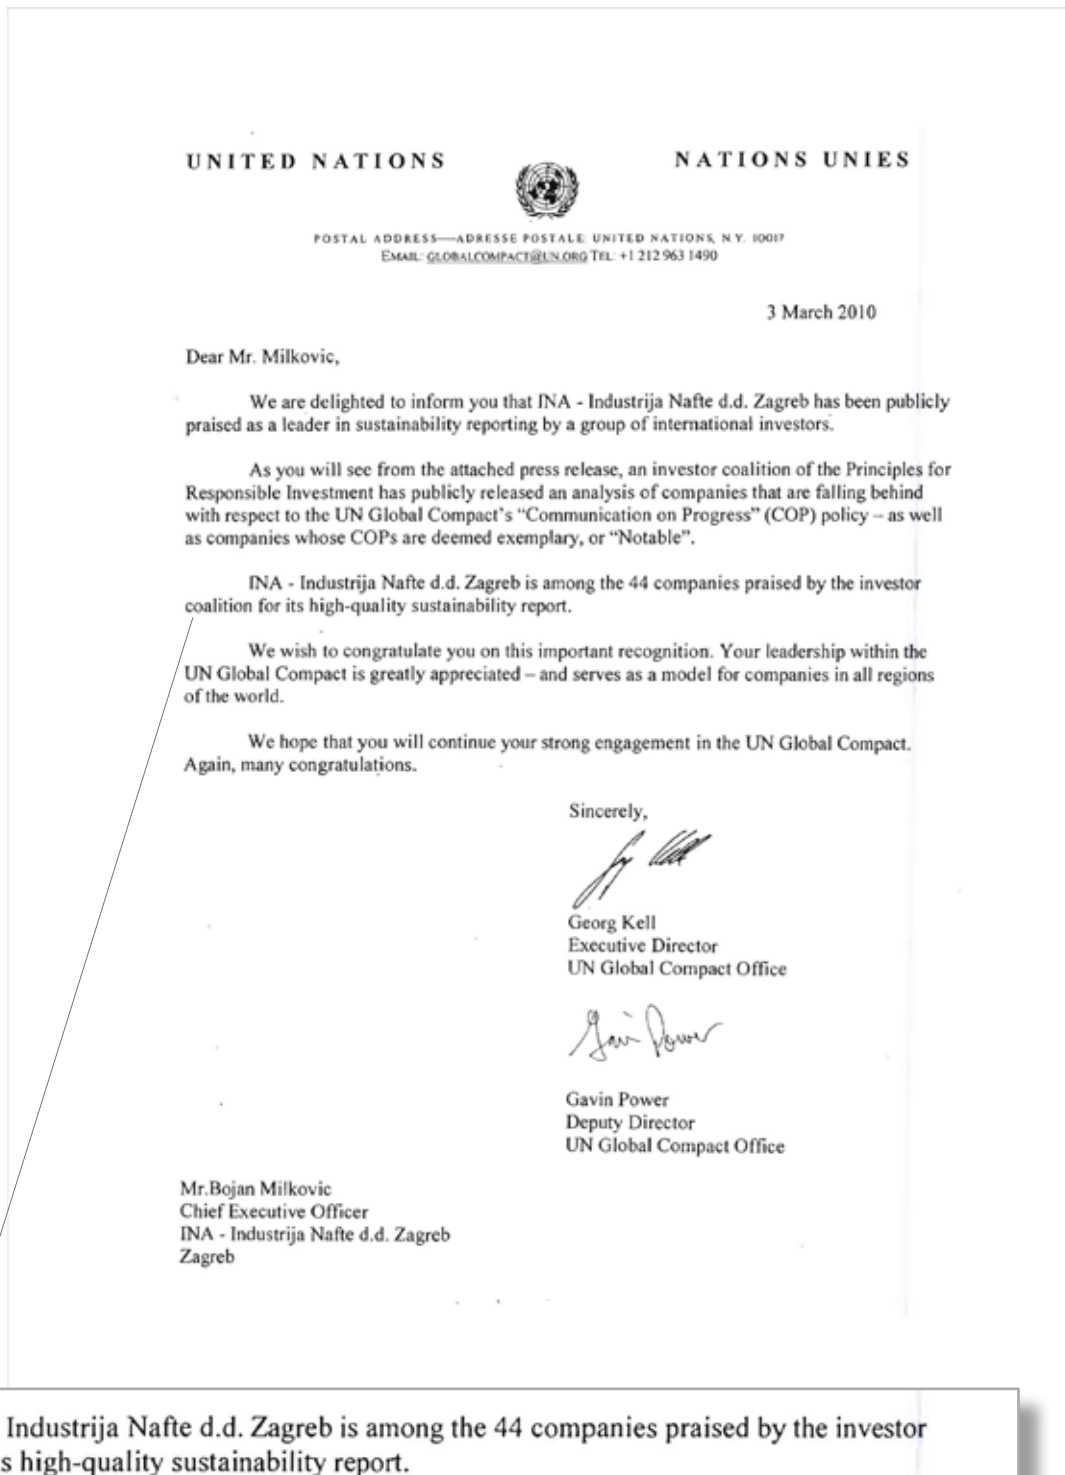 UNITED NATIONS
NATIONS UNIES
POSTAL ADDRESS—ADRESSE POSTALE: UNITED NATIONS, N.Y. 10017
EMAIL: GLOBALCOMPACT@UN.ORG TEL: +1 212 963 1490
3 March 2010
Dear Mr. Milkovic,
We are delighted to inform you that INA - Industrija Nafte d.d. Zagreb has been publicly
praised as a leader in sustainability reporting by a group of international investors.
As you will see from the attached press release, an investor coalition of the Principles for
Responsible Investment has publicly released an analysis of companies that are falling behind
with respect to the UN Global Compact's “Communication on Progress” (COP) policy – as well
as companies whose COPs are deemed exemplary, or “Notable”.
INA - Industrija Nafte d.d. Zagreb is among the 44 companies praised by the investor
coalition for its high-quality sustainability report.
We wish to congratulate you on this important recognition. Your leadership within the
UN Global Compact is greatly appreciated – and serves as a model for companies in all regions
of the world.
We hope that you will continue your strong engagement in the UN Global Compact.
Again, many congratulations.
Sincerely,
Georg Kell
Executive Director
UN Global Compact Office
Gavin Power
Gavin Power
Deputy Director
UN Global Compact Office
Mr.Bojan Milkovic
Chief Executive Officer
INA - Industrija Nafte d.d. Zagreb
Zagreb
Industrija Nafte d.d. Zagreb is among the 44 companies praised by the investor
s high-quality sustainability report.